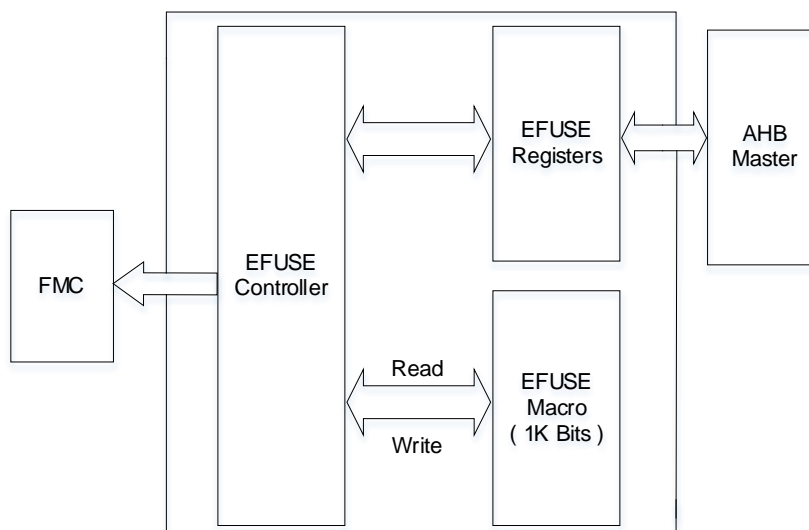 EFUSE
Registers
AHB
Master
FMC
EFUSE
Controller
Read
Write
EFUSE
Macro
( 1K Bits )